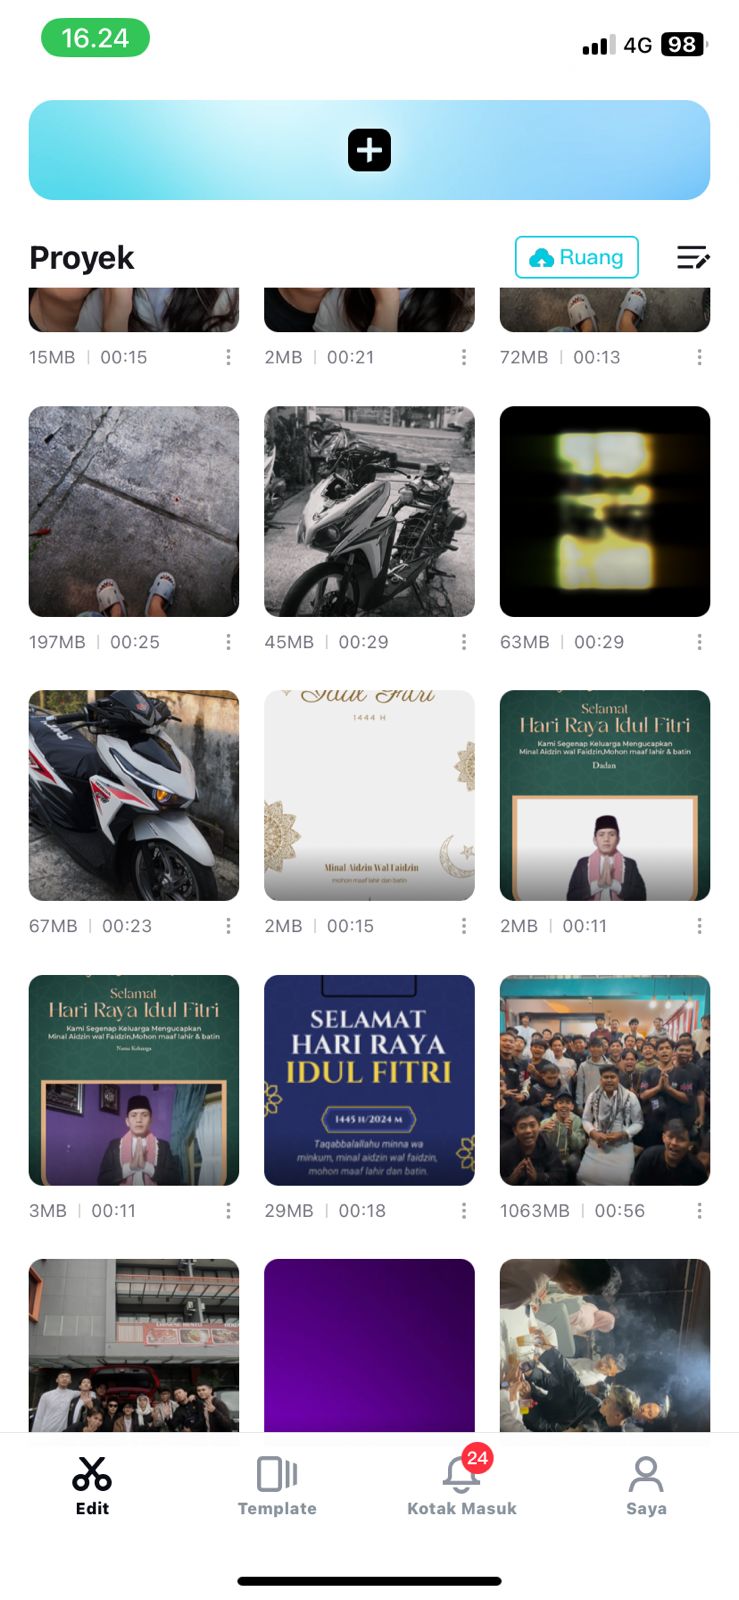 16.24
4G 98
Proyek
Ruang
15MB 00:15
2MB 00:21
72MB 00:13
197MB 00:25
45MB 00:29
63MB 00:29
Idul Fitri
1444 H
Minal Aidzin Wal Faidzin
mohon maaf lahir dan batin
Selamat
Hari Raya Idul Fitri
Kami Segenap Keluarga Mengucapkan
Minal Aidzin wal Faidzin,Mohon maaf lahir & batin
Dadan
67MB 00:23
2MB 00:15
2MB 00:11
Selamat
Hari Raya Idul Fitri
Kami Segenap Keluarga Mengucapkan
Minal Aidzin wal Faidzin,Mohon maaf lahir & batin
Nama Keluarga
SELAMAT
HARI RAYA
IDUL FITRI
1445 H/2024 M
Taqabbalallahu minna wa
minkum, minal aidzin wal faidzin,
mohon maaf lahir dan batin.
3MB 00:11
29MB 00:18
1063MB 00:56
Edit
Template
24
Kotak Masuk
Saya